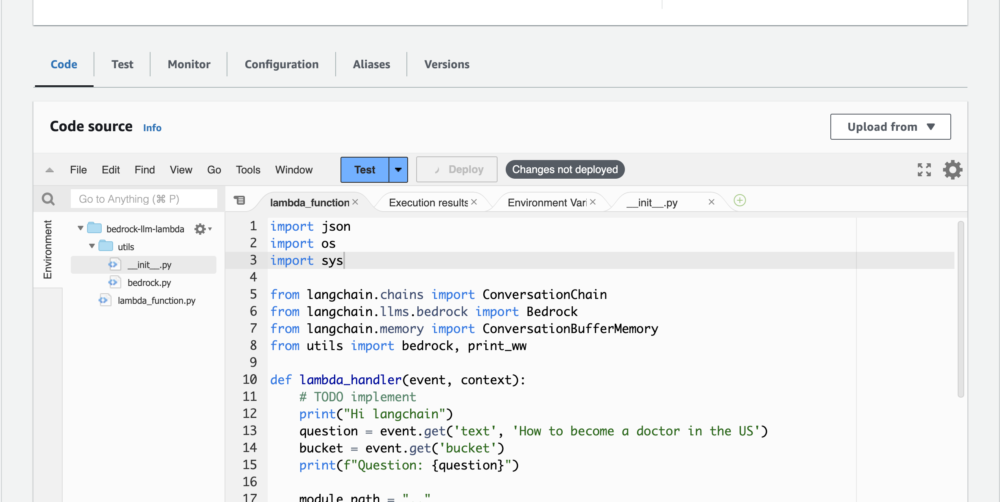 Code Test Monitor Configuration Aliases Versions
Code source Info Upload from
File Edit Find View Go Tools Window Test Deploy Changes not deployed
Go to Anything (⌘ P) lambda_function Execution results Environment Vari __init__.py
Environment
bedrock-llm-lambda
utils
__init__.py
bedrock.py
lambda_function.py
1 import json
2 import os
3 import sys
4
5 from langchain.chains import ConversationChain
6 from langchain.llms.bedrock import Bedrock
7 from langchain.memory import ConversationBufferMemory
8 from utils import bedrock, print_ww
9
10 def lambda_handler(event, context):
11     # TODO implement
12     print("Hi langchain")
13     question = event.get('text', 'How to become a doctor in the US')
14     bucket = event.get('bucket')
15     print(f"Question: {question}")
16
17     module_path = ".."